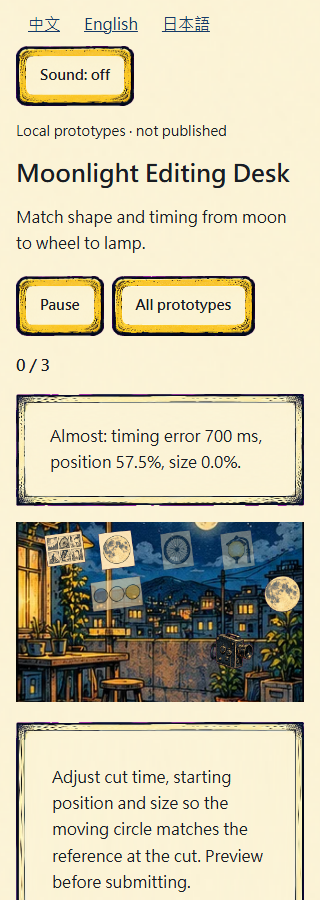 中文 English 日本語
Sound: off
Local prototypes · not published
Moonlight Editing Desk
Match shape and timing from moon
to wheel to lamp.
Pause All prototypes
0 / 3
Almost: timing error 700 ms,
position 57.5%, size 0.0%.
Adjust cut time, starting
position and size so the
moving circle matches the
reference at the cut. Preview
before submitting.